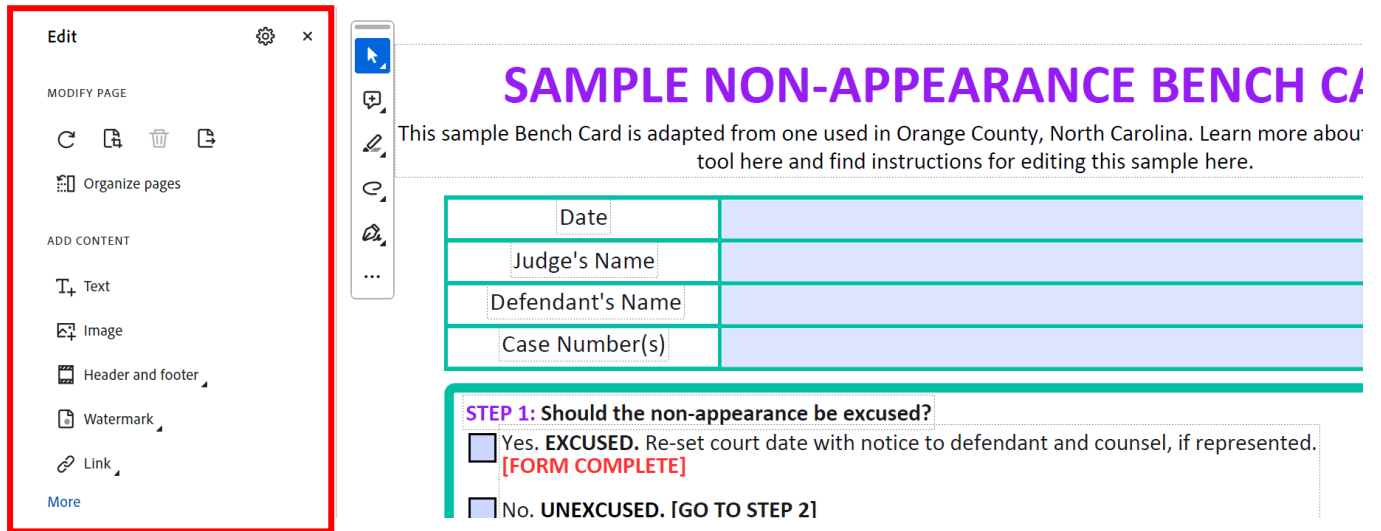 Edit
MODIFY PAGE
Organize pages
ADD CONTENT
Text
Image
Header and footer
Watermark
Link
More
SAMPLE NON-APPEARANCE BENCH
This sample Bench Card is adapted from one used in Orange County, North Carolina. Learn more
tool here and find instructions for editing this sample here.
Date
Judge's Name
Defendant's Name
Case Number(s)
STEP 1: Should the non-appearance be excused?
Yes. EXCUSED. Re-set court date with notice to defendant and counsel, if represented.
[FORM COMPLETE]
No. UNEXCUSED. [GO TO STEP 2]